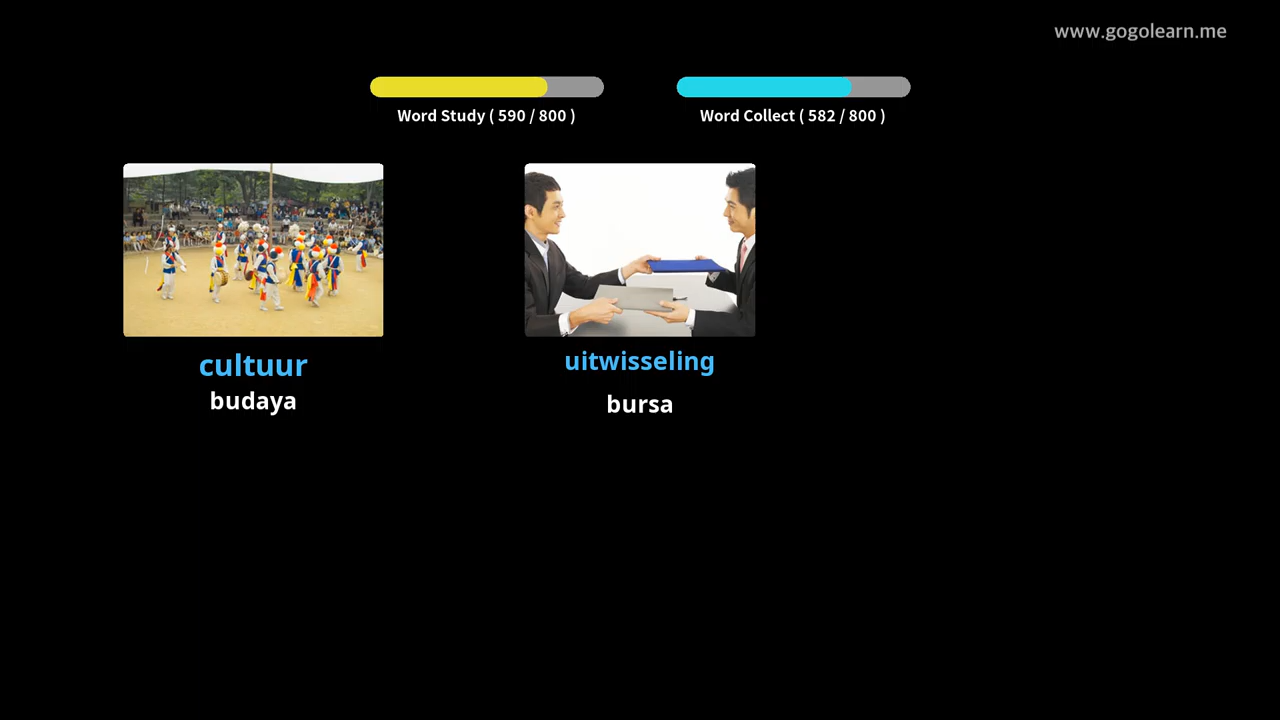 www.gogolearn.me
Word Study ( 590 / 800 )
Word Collect ( 582 / 800 )
cultuur
budaya
uitwisseling
bursa